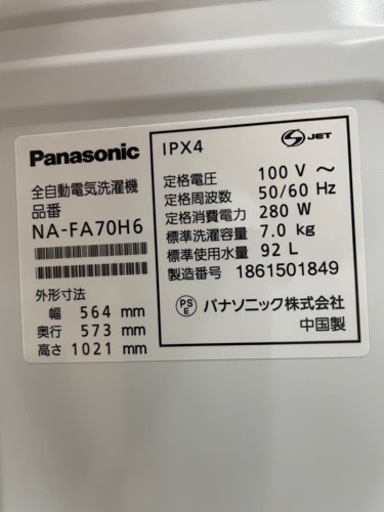 Panasonic
全自動電気洗濯機
品番
NA-FA70H6
外形寸法
幅 564 mm
奥行 573 mm
高さ 1021 mm
IPX4
S JET
定格電圧 100 V ~
定格周波数 50/60 Hz
定格消費電力 280 W
標準洗濯容量 7.0 kg
標準使用水量 92 L
製造番号 1861501849
PS E パナソニック株式会社
中国製